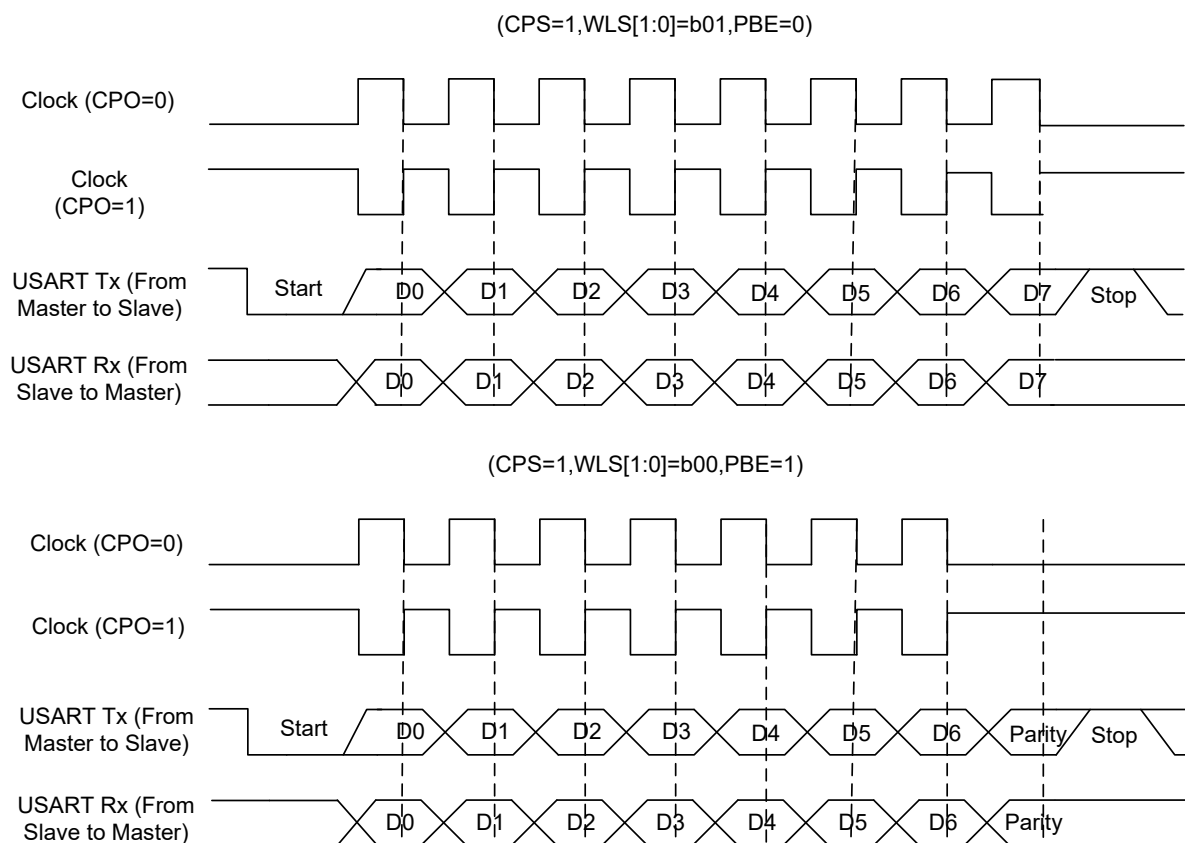 (CPS=1,WLS[1:0]=b01,PBE=0)
Clock (CPO=0)
Clock
(CPO=1)
USART Tx (From
Master to Slave)
Start D0 D1 D2 D3 D4 D5 D6 D7 Stop
USART Rx (From
Slave to Master)
D0 D1 D2 D3 D4 D5 D6 D7
(CPS=1,WLS[1:0]=b00,PBE=1)
Clock (CPO=0)
Clock (CPO=1)
USART Tx (From
Master to Slave)
Start D0 D1 D2 D3 D4 D5 D6 Parity Stop
USART Rx (From
Slave to Master)
D0 D1 D2 D3 D4 D5 D6 Parity